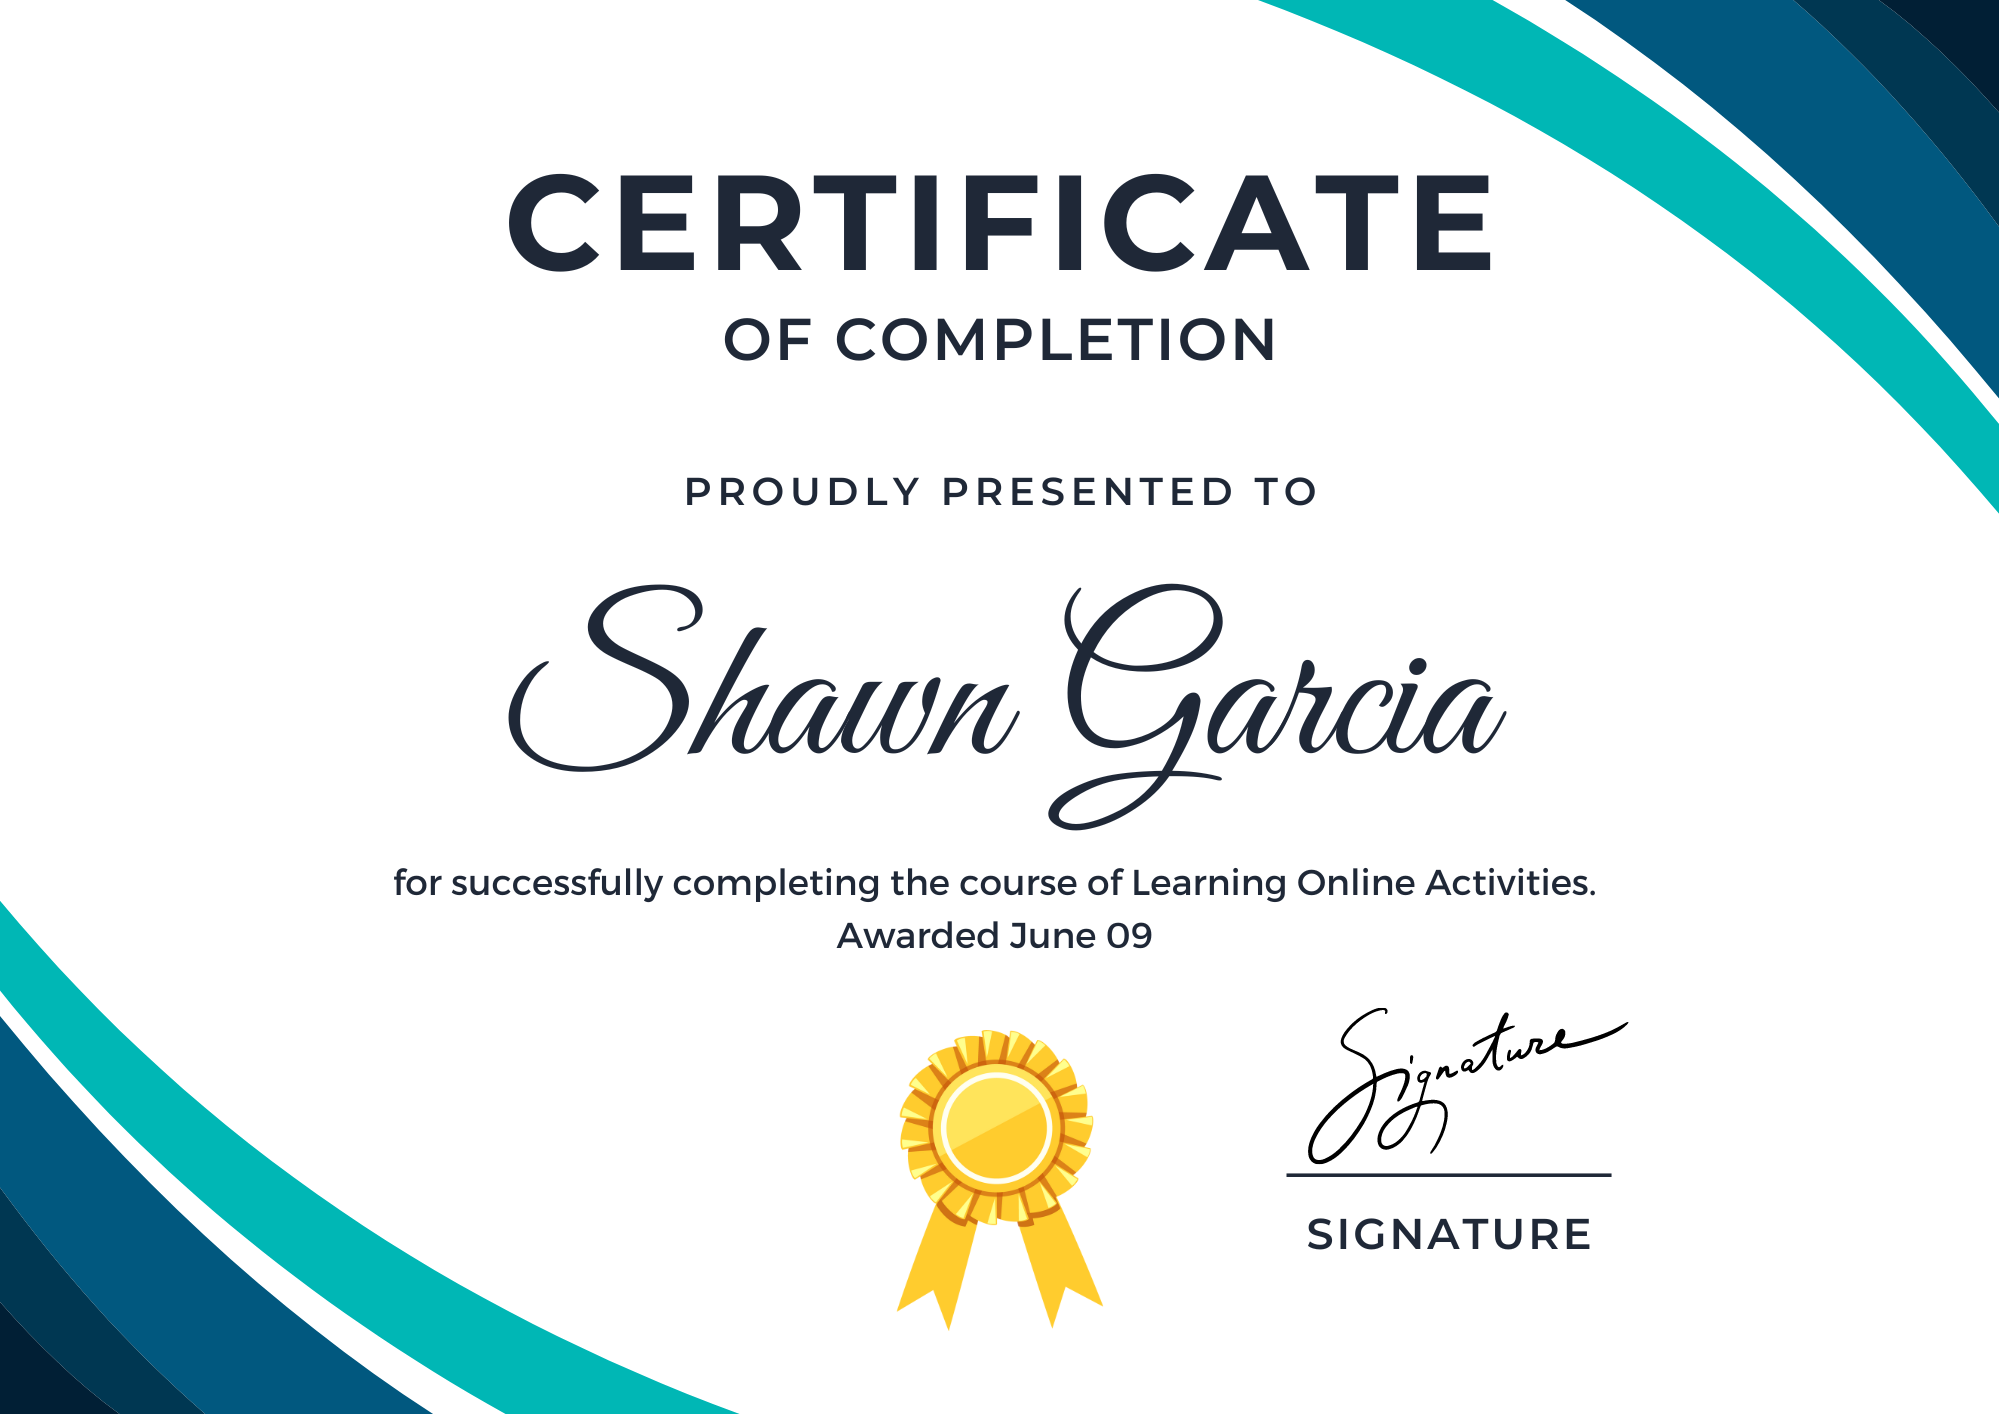 CERTIFICATE
OF COMPLETION
PROUDLY PRESENTED TO
Shawn Garcia
for successfully completing the course of Learning Online Activities.
Awarded June 09
Signature
SIGNATURE